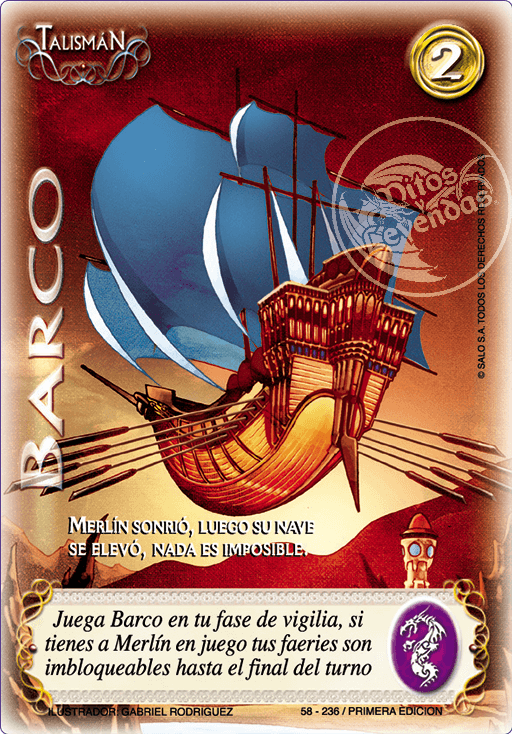 TALISMÁN
2
BARCO
Mitos
y Leyendas
© SALO S.A. TODOS LOS DERECHOS RESERVADOS
MERLÍN SONRIÓ, LUEGO SU NAVE
SE ELEVÓ, NADA ES IMPOSIBLE.
Juega Barco en tu fase de vigilia, si
tienes a Merlín en juego tus faeries son
imbloqueables hasta el final del turno
ILUSTRADOR: GABRIEL RODRIGUEZ
58 - 236 / PRIMERA EDICION